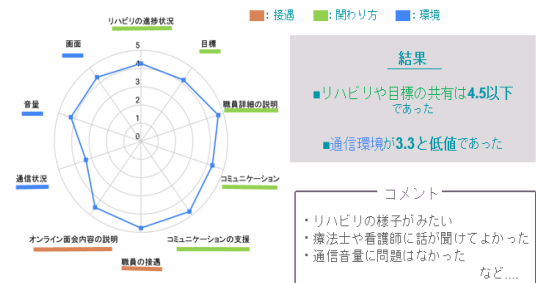 ：接遇　：関わり方　：環境
リハビリの進捗状況
画面
目標
音量
職員詳細の説明
通信状況
コミュニケーション
オンライン面会内容の説明
コミュニケーションの支援
職員の接遇
5
4
3
2
1
0
結果
■リハビリや目標の共有は4.5以下
であった
■通信環境が3.3と低値であった
コメント
・リハビリの様子がみたい
・療法士や看護師に話が聞けてよかった
・通信音量に問題はなかった
など....